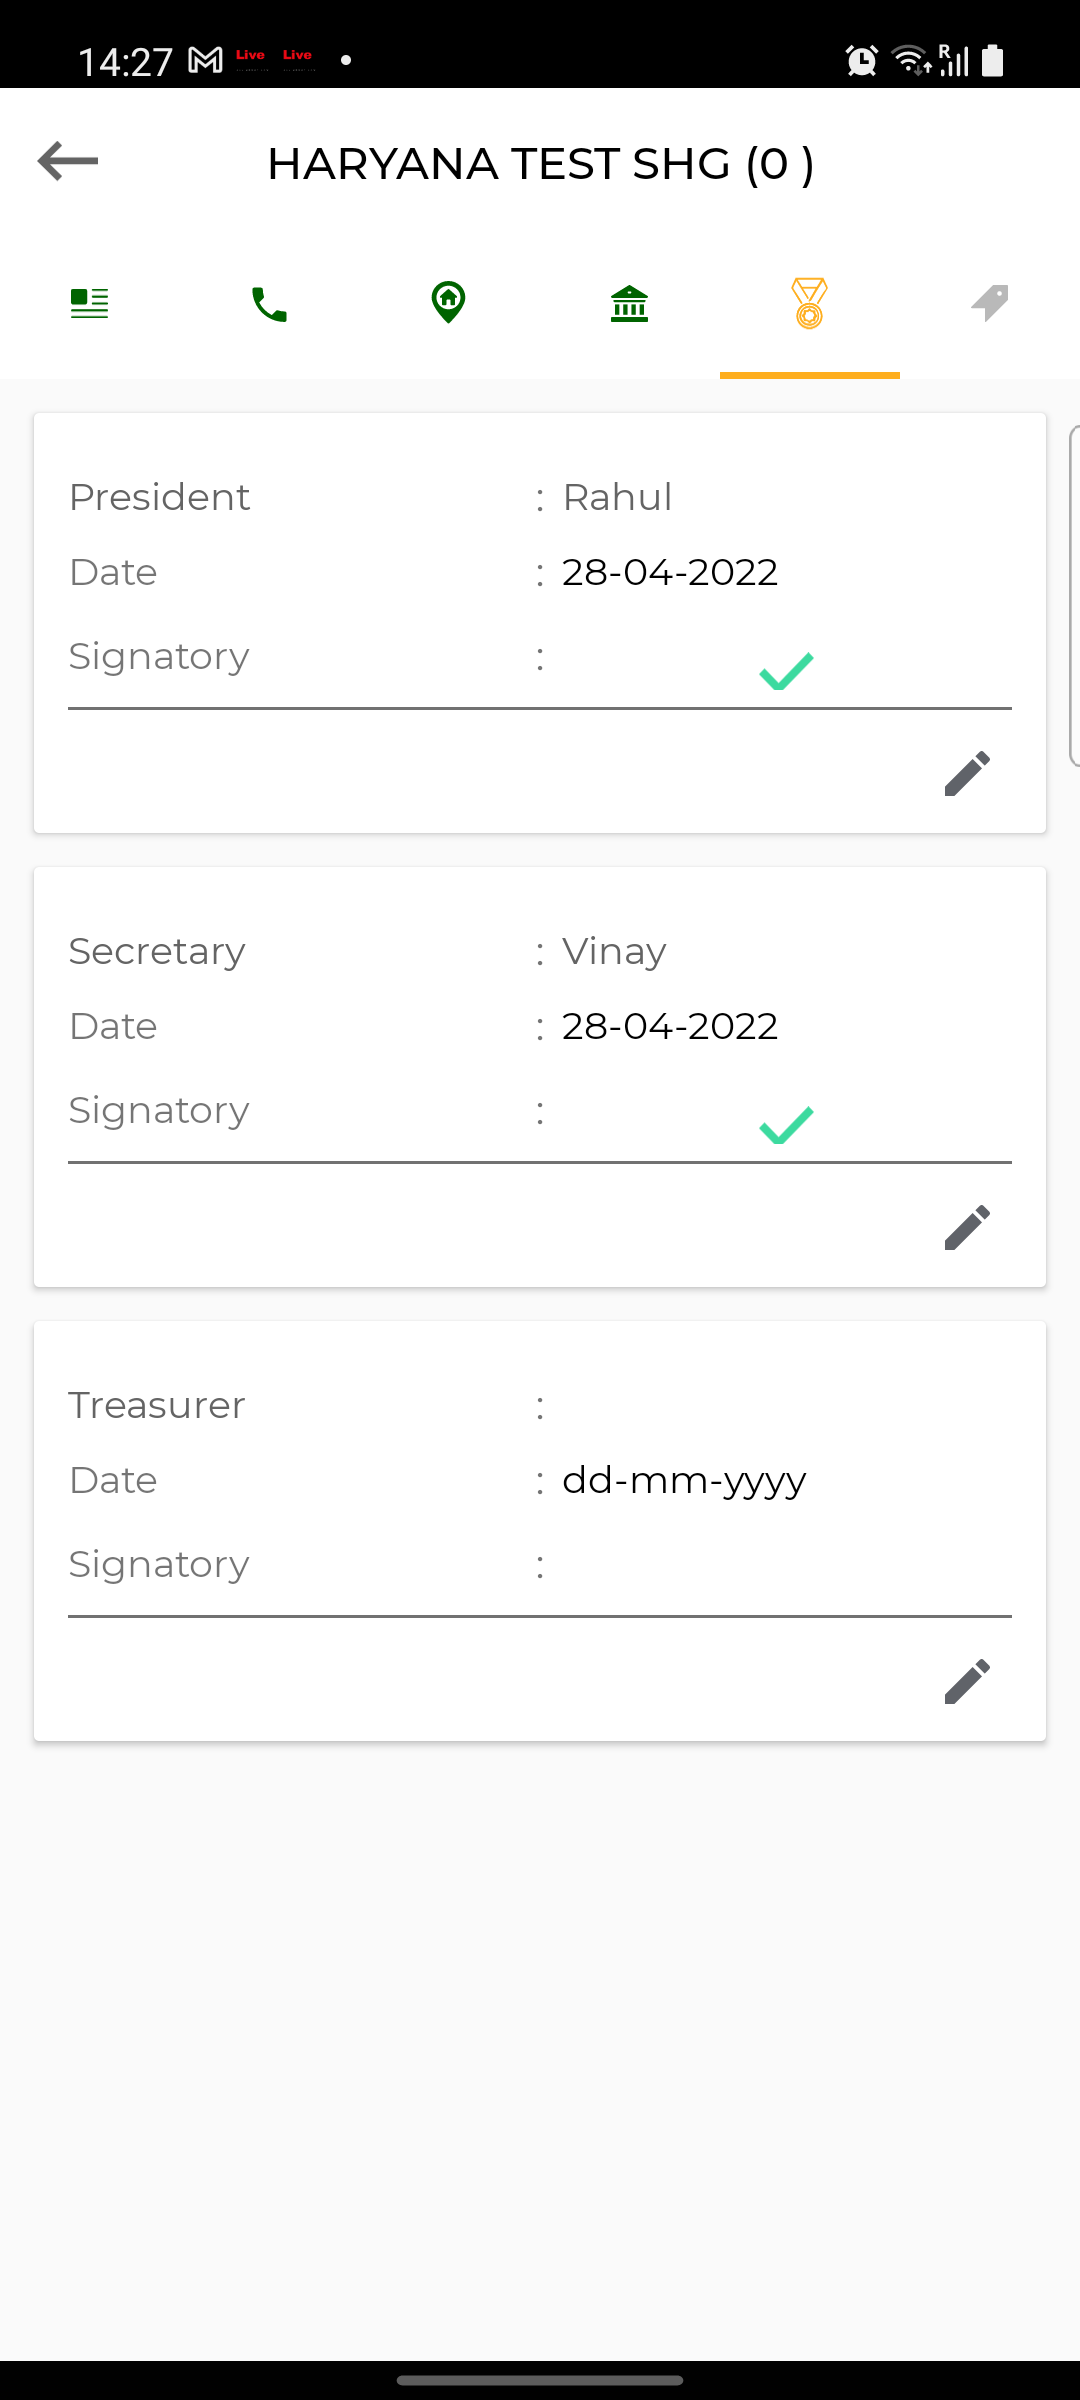 14:27 Live Live R
HARYANA TEST SHG (0 )
President : Rahul
Date : 28-04-2022
Signatory :
Secretary : Vinay
Date : 28-04-2022
Signatory :
Treasurer :
Date : dd-mm-yyyy
Signatory :